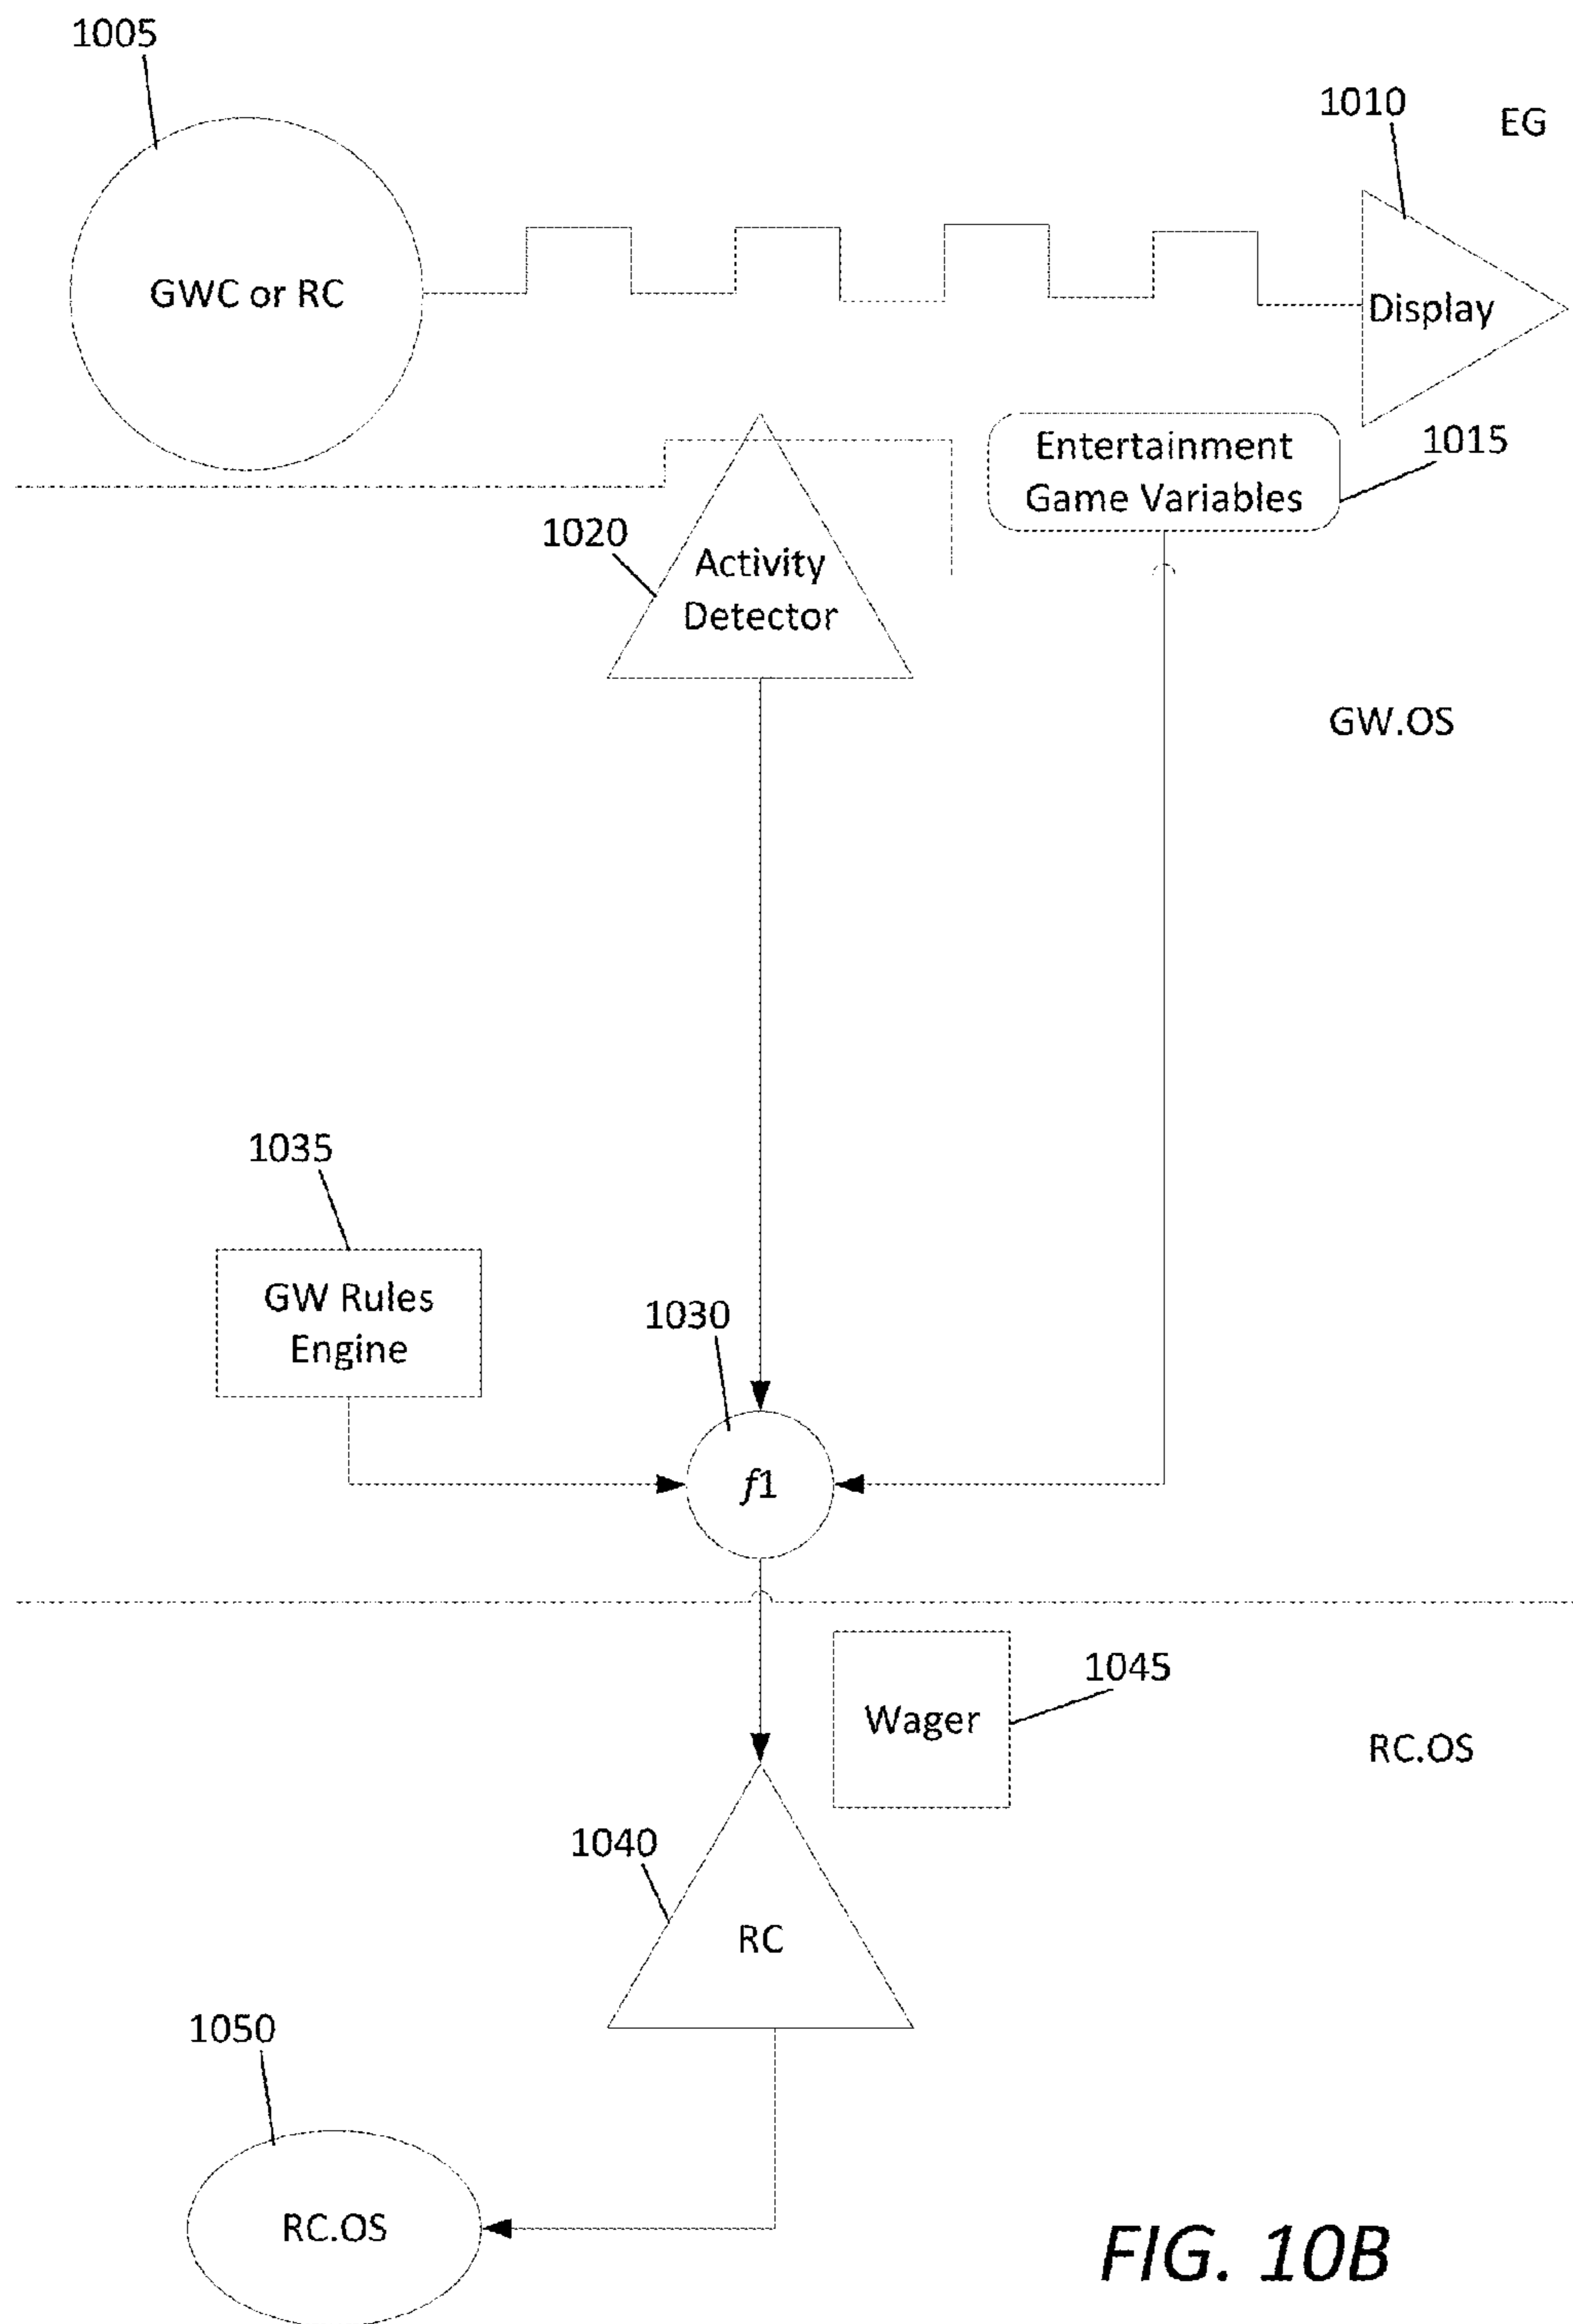 1005
1010
EG
GWC or RC
Display
Entertainment
Game Variables
1015
1020
Activity
Detector
GW.OS
1035
GW Rules
Engine
1030
f1
1045
Wager
RC.OS
1040
RC
1050
RC.OS
FIG. 10B